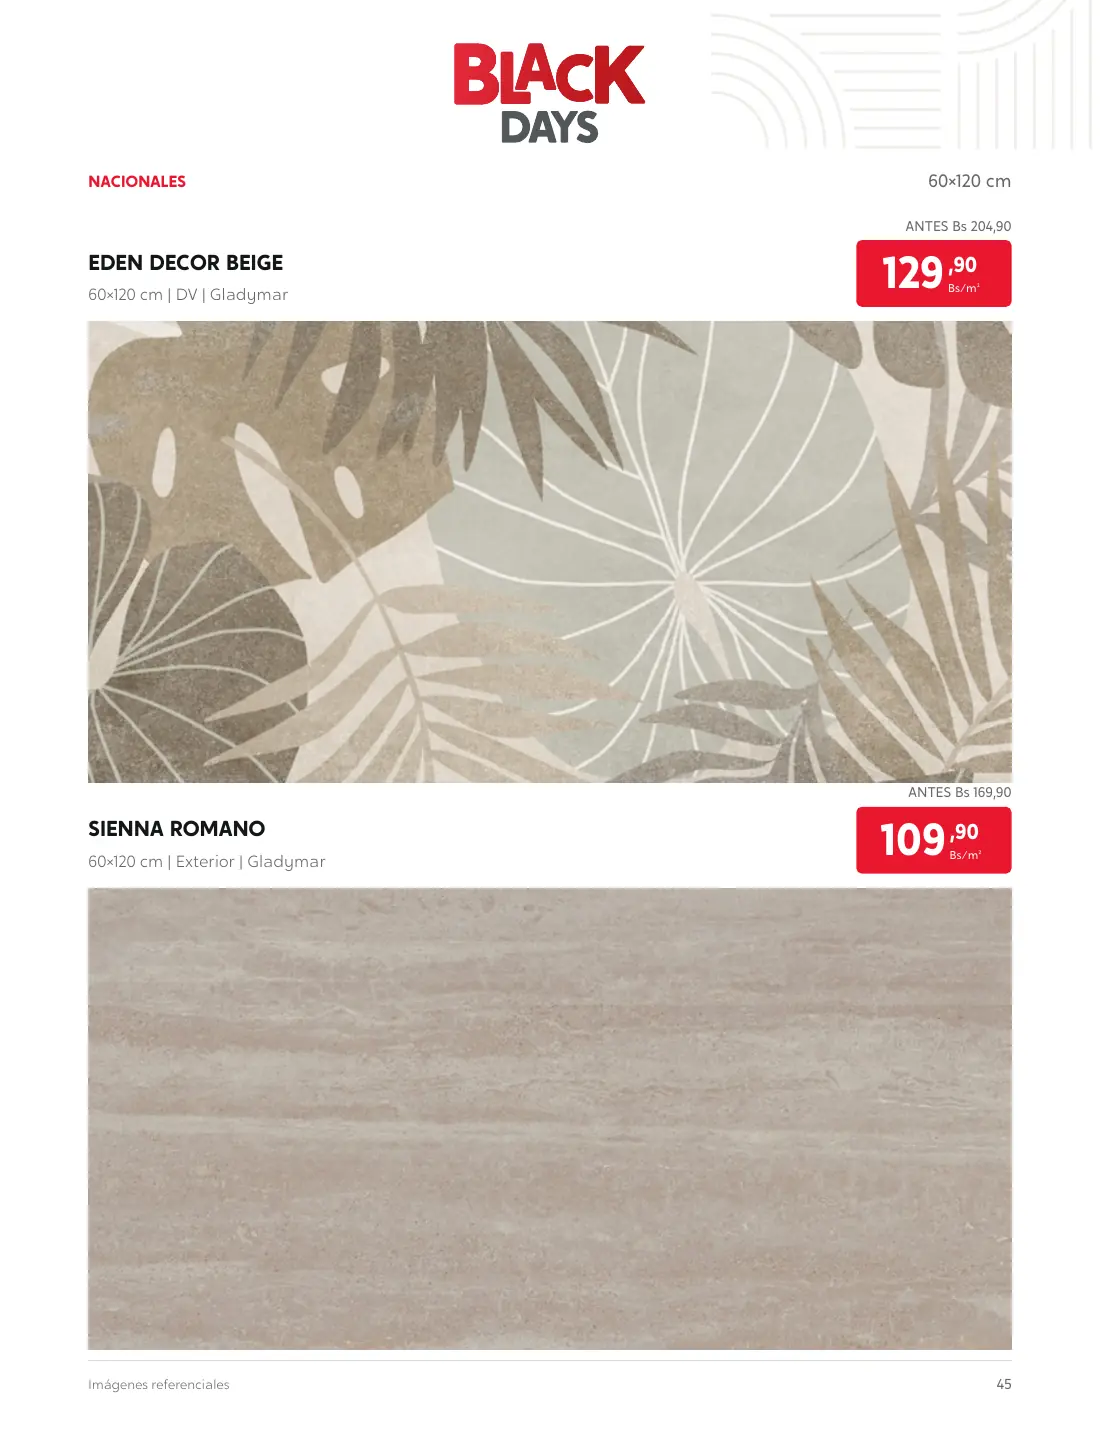 BLACK
DAYS
NACIONALES
60×120 cm
ANTES Bs 204,90
EDEN DECOR BEIGE
129,90
Bs/m²
60×120 cm | DV | Gladymar
ANTES Bs 169,90
SIENNA ROMANO
109,90
Bs/m²
60×120 cm | Exterior | Gladymar
Imágenes referenciales
45